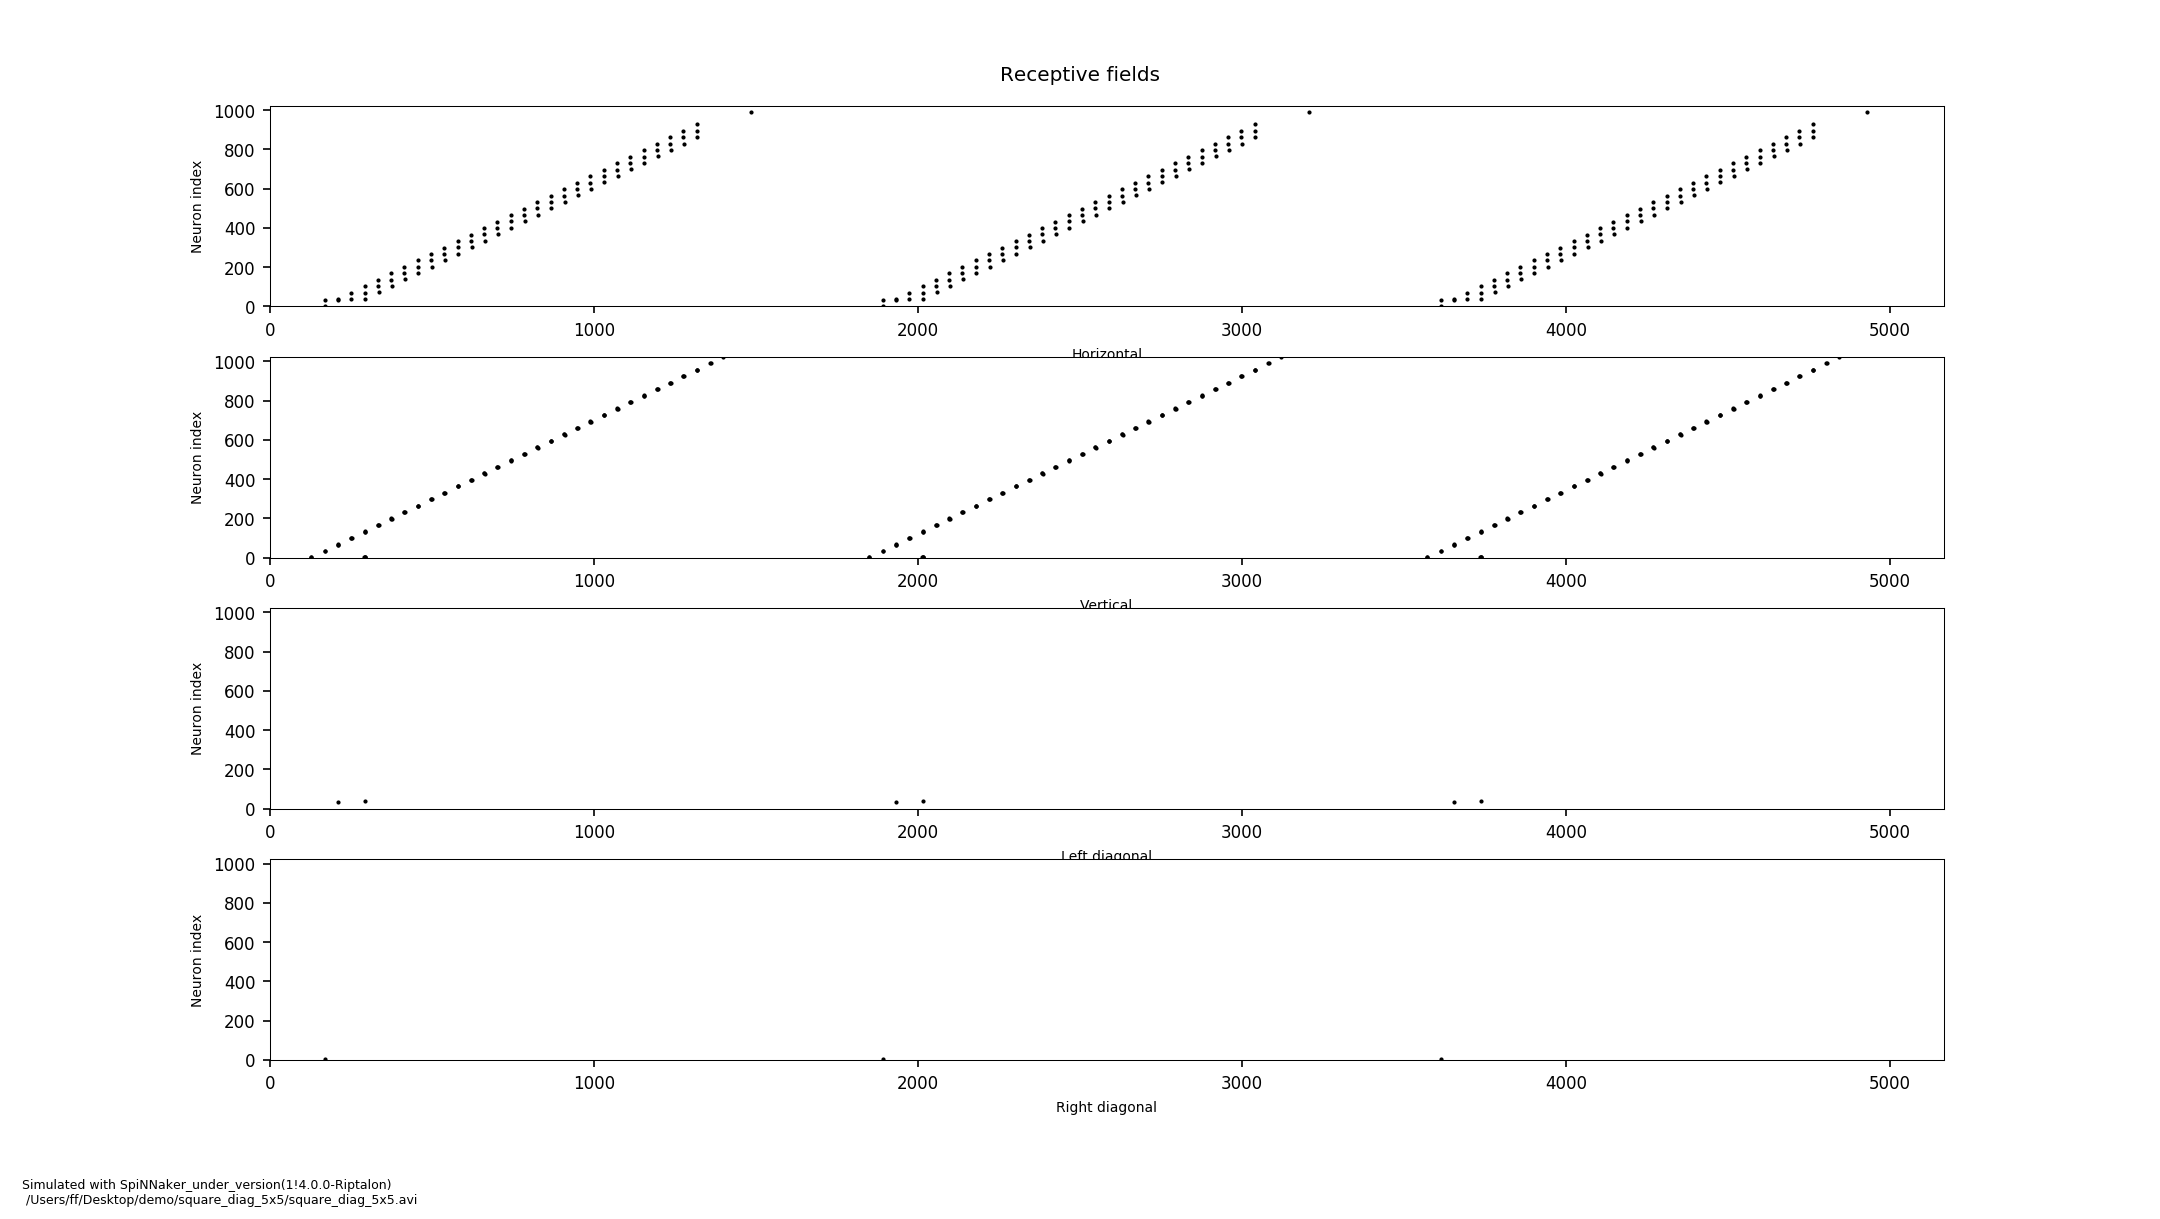 Receptive fields
1000
800
600
400
200
0
Neuron index
0 1000 2000 3000 4000 5000
Horizontal
1000
800
600
400
200
0
Neuron index
0 1000 2000 3000 4000 5000
Vertical
1000
800
600
400
200
0
Neuron index
0 1000 2000 3000 4000 5000
Left diagonal
1000
800
600
400
200
0
Neuron index
0 1000 2000 3000 4000 5000
Right diagonal
Simulated with SpiNNaker_under_version(1!4.0.0-Riptalon)
/Users/ff/Desktop/demo/square_diag_5x5/square_diag_5x5.avi